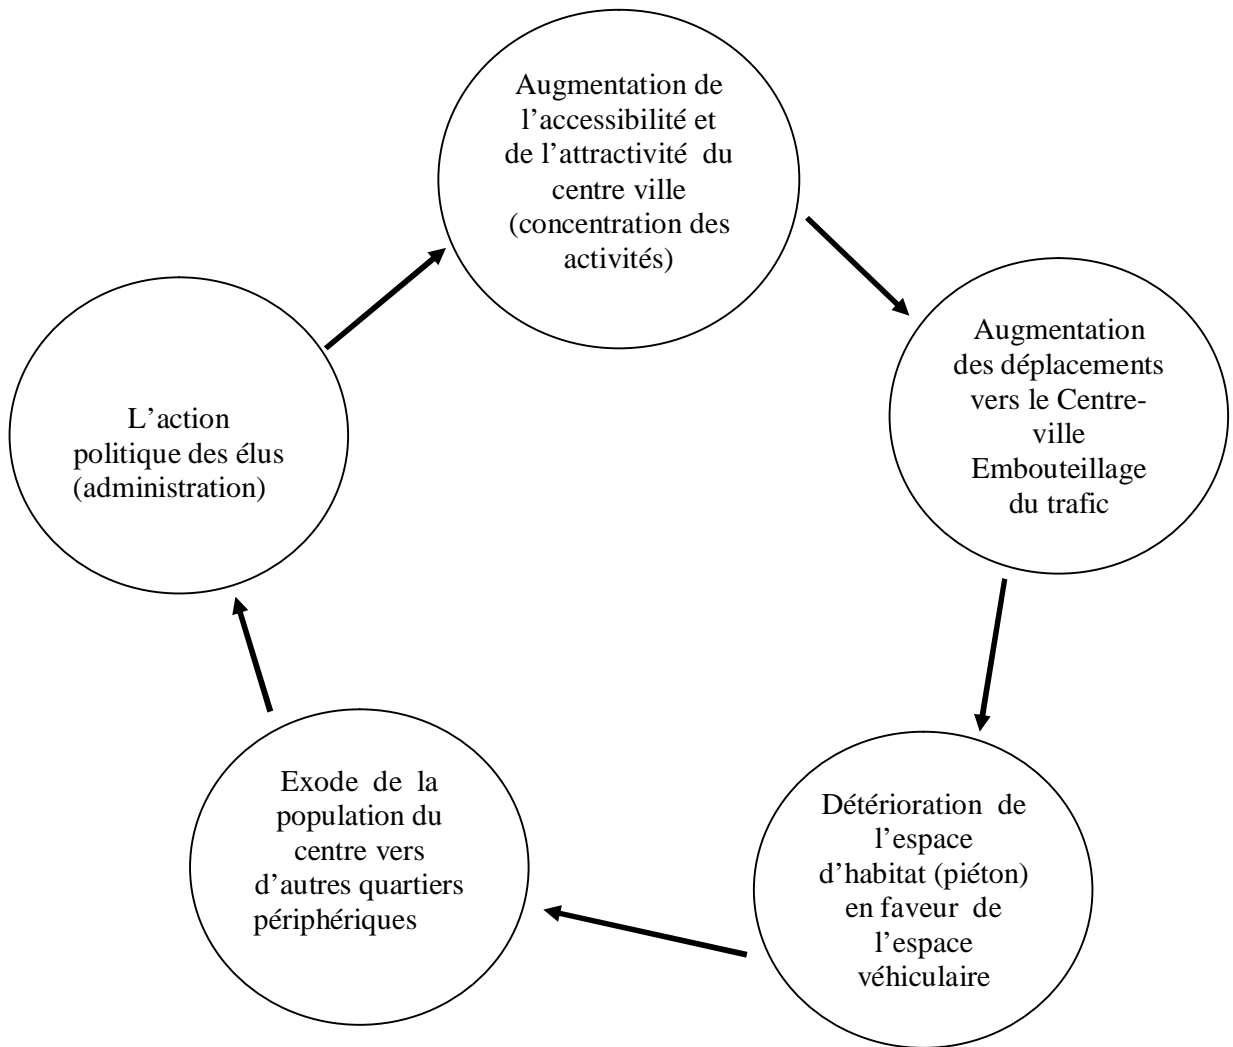 Augmentation de
l’accessibilité et
de l’attractivité du
centre ville
(concentration des
activités)
Augmentation
des déplacements
vers le Centre-
ville
Embouteillage
du trafic
Détérioration de
l’espace
d’habitat (piéton)
en faveur de
l’espace
véhiculaire
Exode de la
population du
centre vers
d’autres quartiers
périphériques
L’action
politique des élus
(administration)